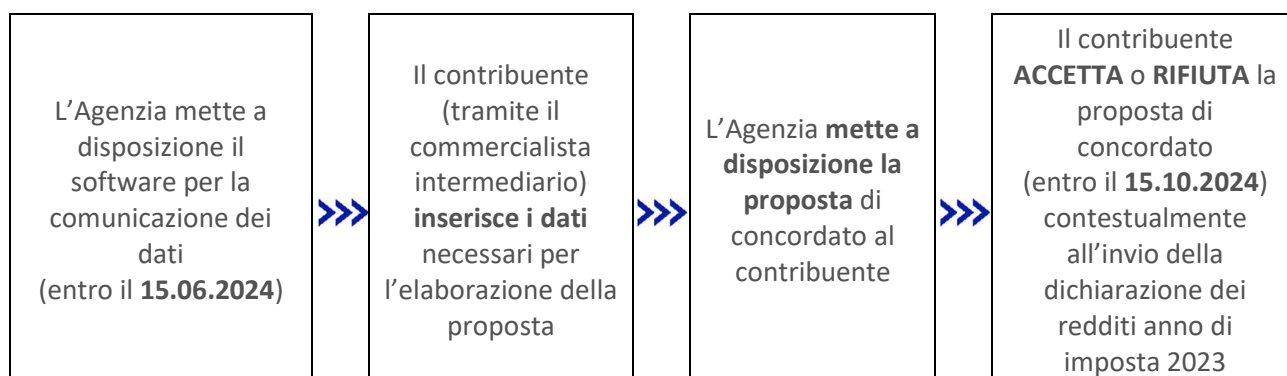 L’Agenzia mette a
disposizione il
software per la
comunicazione dei
dati
(entro il 15.06.2024)
>>>
Il contribuente
(tramite il
commercialista
intermediario)
inserisce i dati
necessari per
l’elaborazione della
proposta
>>>
L’Agenzia mette a
disposizione la
proposta di
concordato al
contribuente
>>>
Il contribuente
ACCETTA o RIFIUTA la
proposta di
concordato
(entro il 15.10.2024)
contestualmente
all’invio della
dichiarazione dei
redditi anno di
imposta 2023